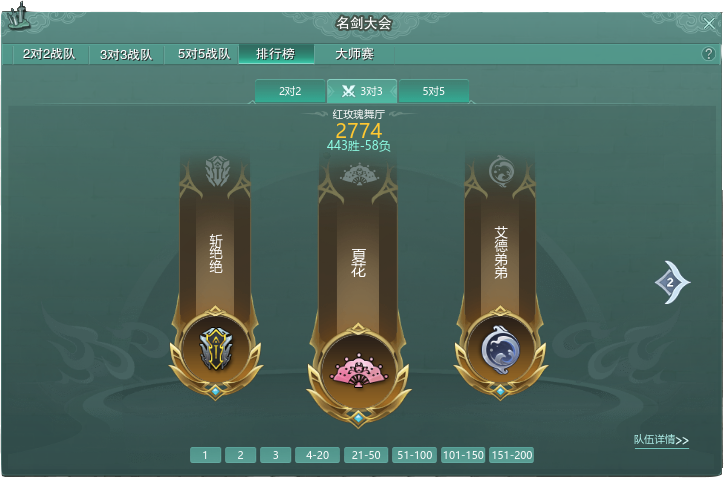 名剑大会
2对2战队 3对3战队 5对5战队 排行榜 大师赛 ?
2对2 3对3 5对5
红玫瑰舞厅
2774
443胜-58负
斩绝绝
夏花
艾德弟弟
2
队伍详情>>
1 2 3 4-20 21-50 51-100 101-150 151-200